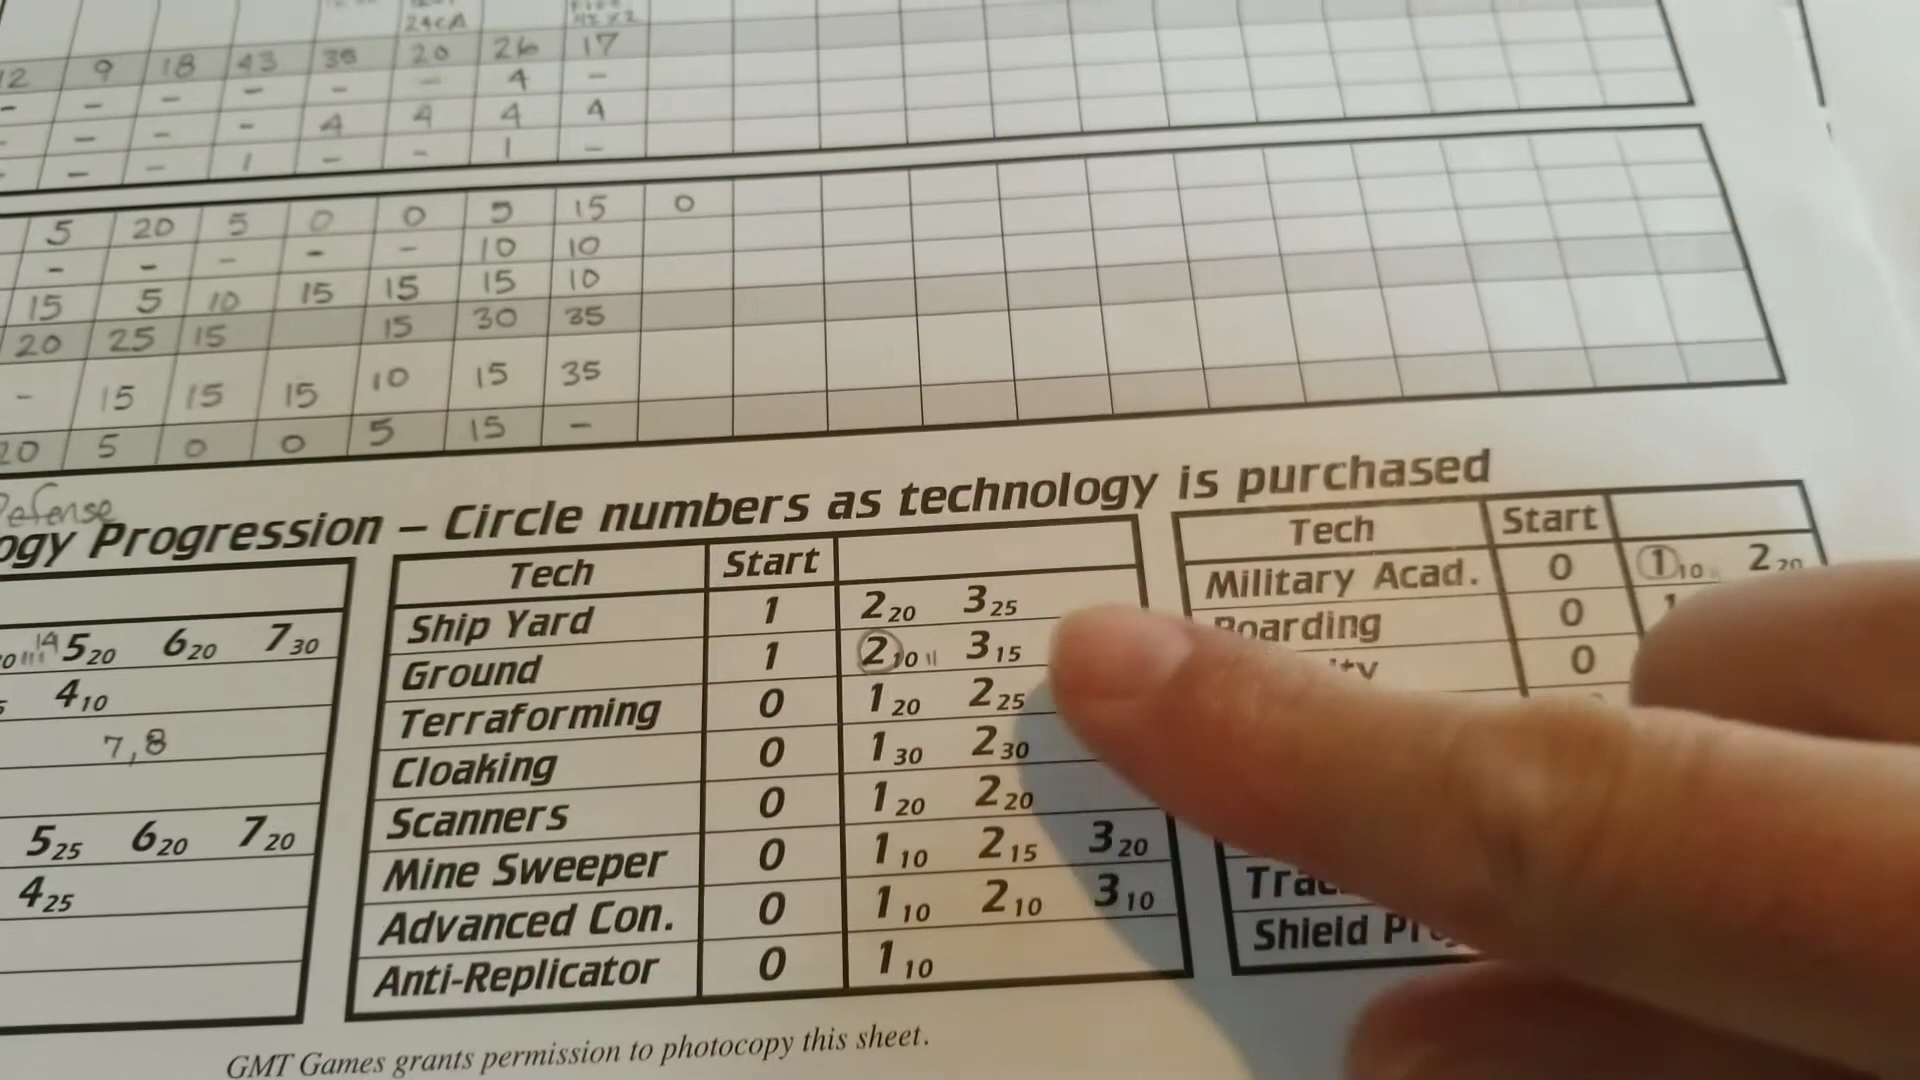 24CA
12 9 18 43 35 20 26 17
- - - - - - 4 -
- - - - 4 4 4 4
- - - 1 - - 1 -
5 20 5 0 0 5 15 0
- - - - - 10 10
15 5 10 15 15 15 10
20 25 15 15 30 35
- 15 15 15 10 15 35
20 5 0 0 5 15 -
Defense
ogy Progression – Circle numbers as technology is purchased
14 5 20 6 20 7 30
4 10
7,8
5 25 6 20 7 20
4 25
Tech Start
Ship Yard 1 2 20 3 25
Ground 1 2 10 3 15
Terraforming 0 1 20 2 25
Cloaking 0 1 30 2 30
Scanners 0 1 20 2 20
Mine Sweeper 0 1 10 2 15 3 20
Advanced Con. 0 1 10 2 10 3 10
Anti-Replicator 0 1 10
Tech Start
Military Acad. 0 1 10 2 20
Boarding 0 1
0
Shield
GMT Games grants permission to photocopy this sheet.